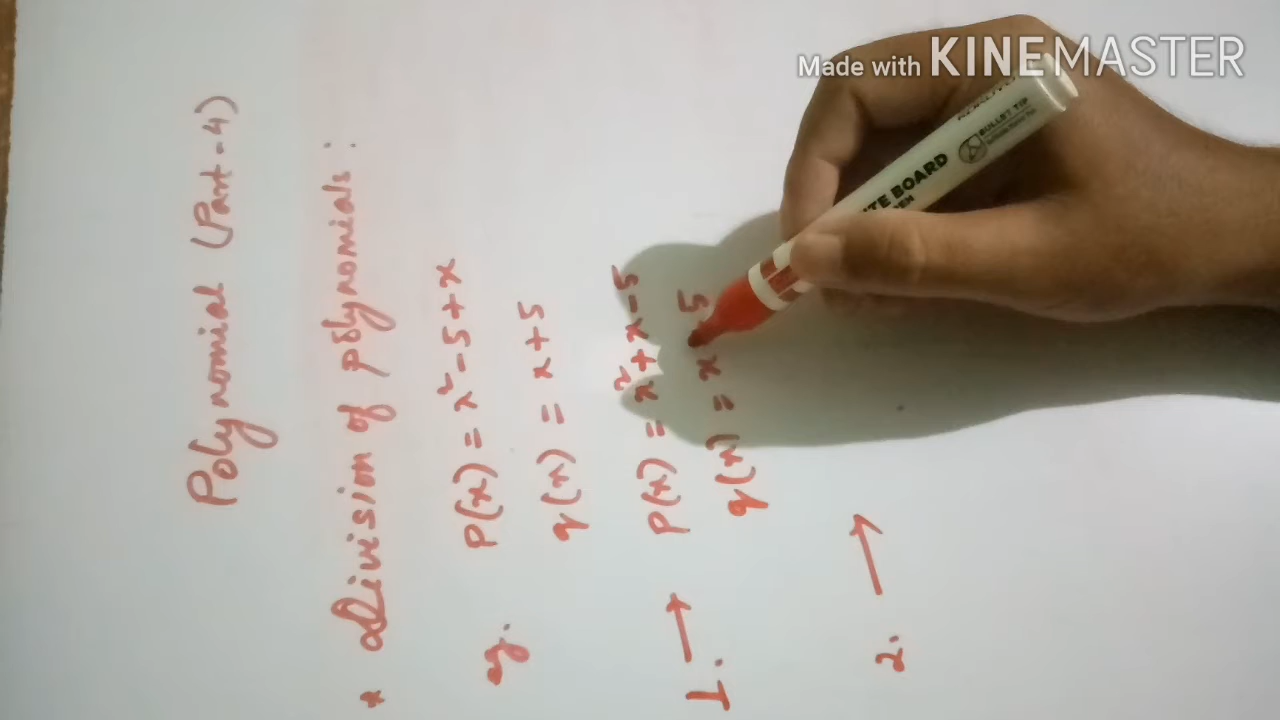 Polynomial (Part-4)
* Division of polynomials:
eg. P(x) = x² - 5 + x
q(x) = x + 5
1. → P(x) = x² + x - 5
q(x) = x 5
2. →
Made with KINEMASTER
WHITE BOARD
PEN
BULLET TIP